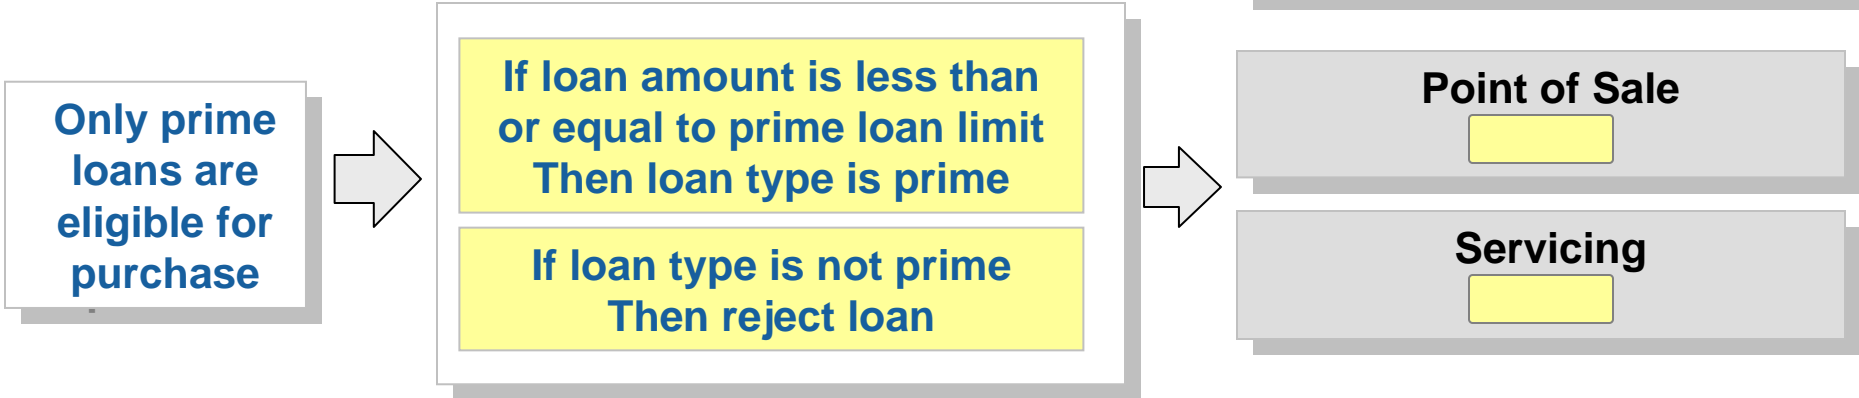 Only prime
loans are
eligible for
purchase
If loan amount is less than
or equal to prime loan limit
Then loan type is prime
If loan type is not prime
Then reject loan
Point of Sale
Servicing